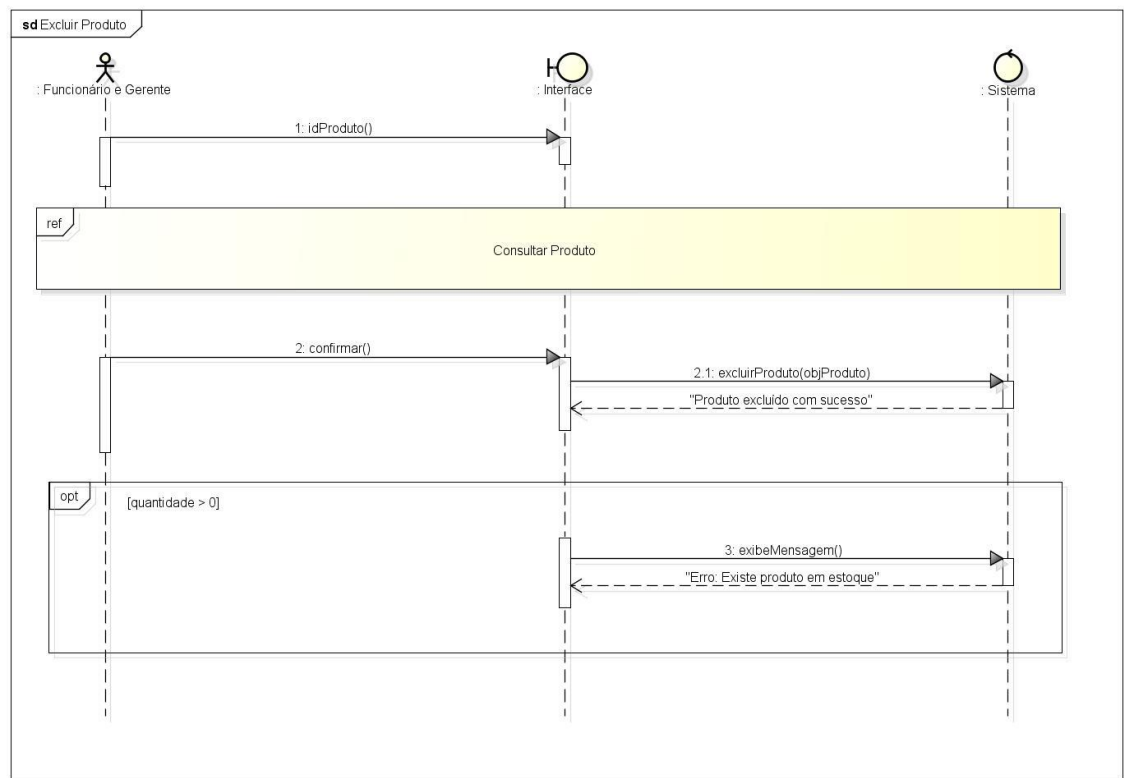 sd Excluir Produto
: Funcionário e Gerente
: Interface
: Sistema
1: idProduto()
ref
Consultar Produto
2: confirmar()
2.1: excluirProduto(objProduto)
"Produto excluído com sucesso"
opt
[quantidade > 0]
3: exibeMensagem()
"Erro: Existe produto em estoque"